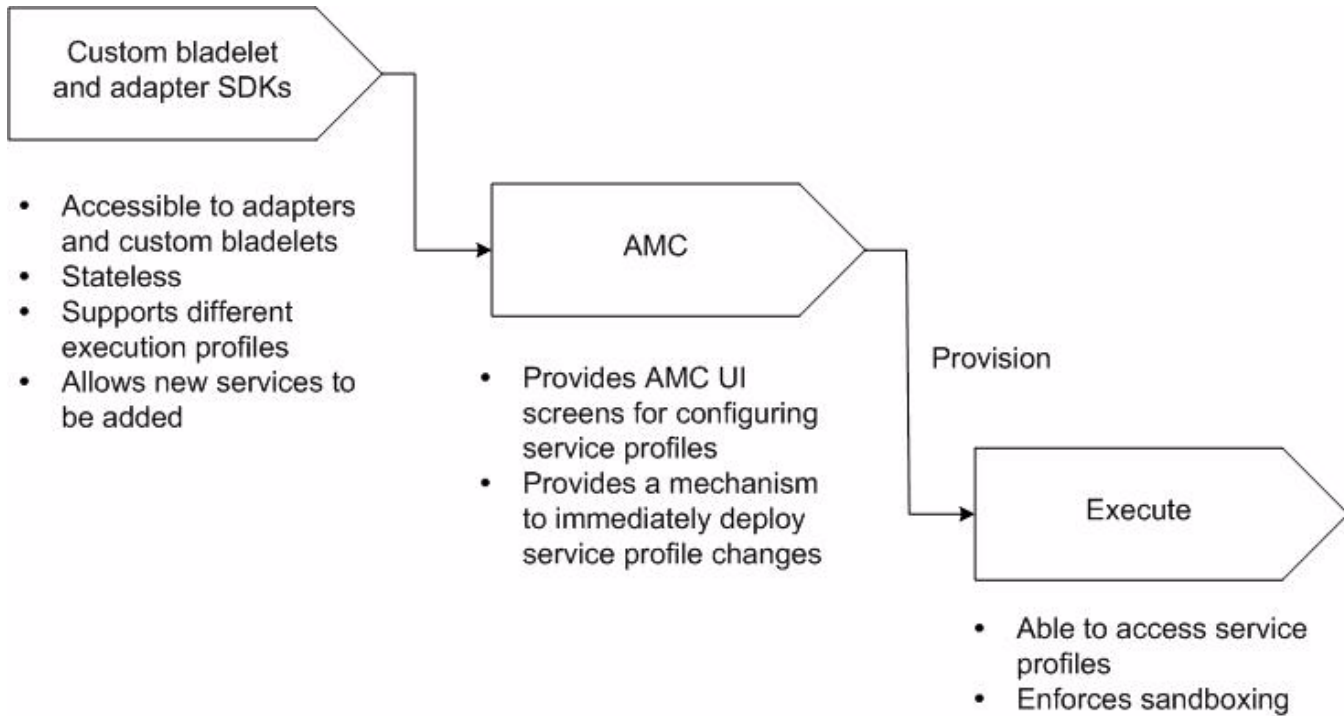 Custom bladelet
and adapter SDKs
• Accessible to adapters
and custom bladelets
• Stateless
• Supports different
execution profiles
• Allows new services to
be added
AMC
• Provides AMC UI
screens for configuring
service profiles
• Provides a mechanism
to immediately deploy
service profile changes
Provision
Execute
• Able to access service
profiles
• Enforces sandboxing